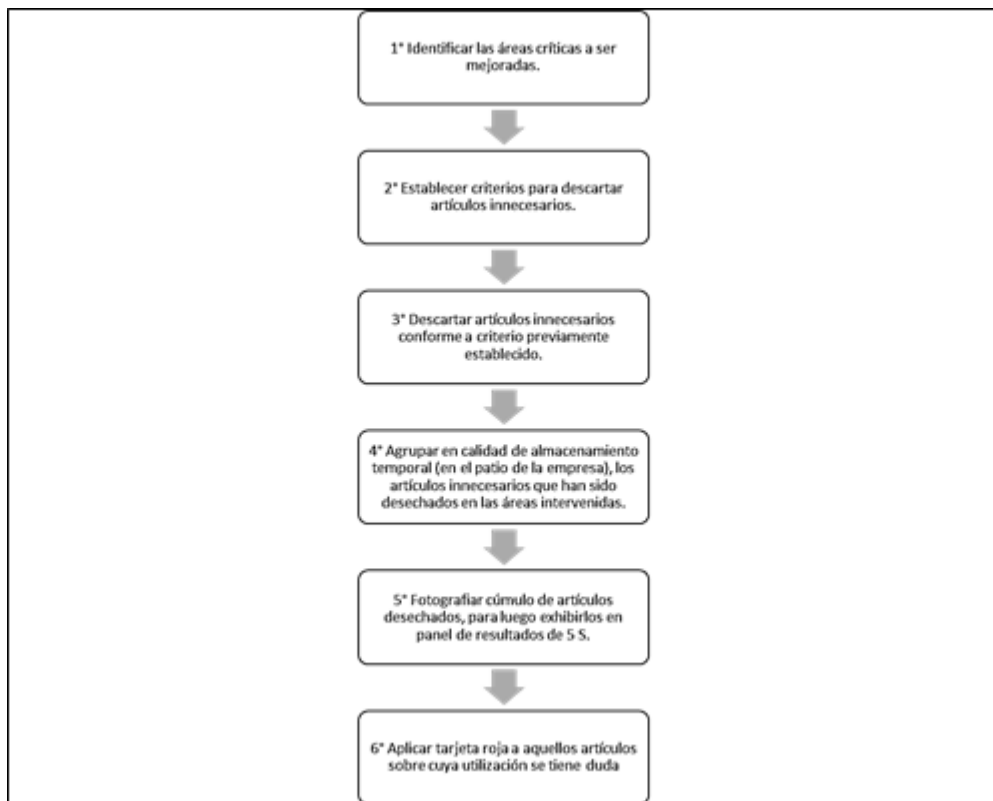 1° Identificar las áreas críticas a ser
mejoradas.
2° Establecer criterios para descartar
artículos innecesarios.
3° Descartar artículos innecesarios
conforme a criterio previamente
establecido.
4° Agrupar en calidad de almacenamiento
temporal (en el patio de la empresa), los
artículos innecesarios que han sido
desechados en las áreas intervenidas.
5° Fotografiar cúmulo de artículos
desechados, para luego exhibirlos en
panel de resultados de 5 S.
6° Aplicar tarjeta roja a aquellos artículos
sobre cuya utilización se tiene duda